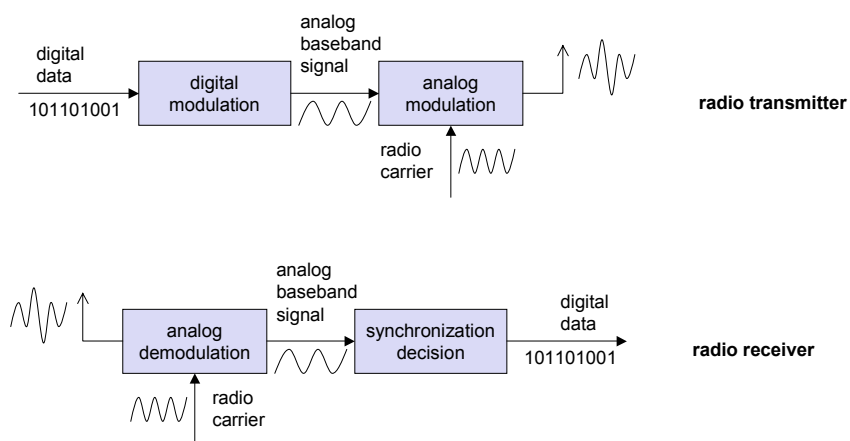 digital
data
101101001
digital
modulation
analog
baseband
signal
analog
modulation
radio
carrier
radio transmitter
analog
demodulation
radio
carrier
analog
baseband
signal
synchronization
decision
digital
data
101101001
radio receiver